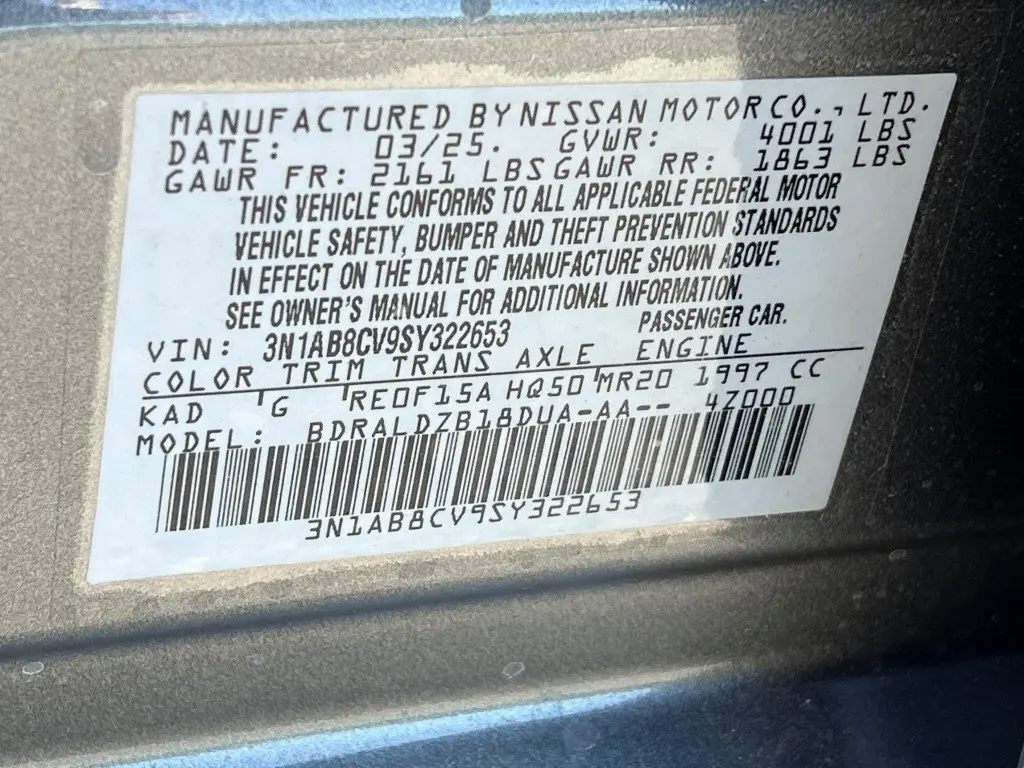 MANUFACTURED BY NISSAN MOTOR CO., LTD.
DATE: 03/25. GVWR: 4001 LBS
GAWR FR: 2161 LBS GAWR RR: 1863 LBS
THIS VEHICLE CONFORMS TO ALL APPLICABLE FEDERAL MOTOR
VEHICLE SAFETY, BUMPER AND THEFT PREVENTION STANDARDS
IN EFFECT ON THE DATE OF MANUFACTURE SHOWN ABOVE.
SEE OWNER'S MANUAL FOR ADDITIONAL INFORMATION.
VIN: 3N1AB8CV9SY322653 PASSENGER CAR.
COLOR TRIM TRANS AXLE ENGINE
KAD G RE0F15A HQ50 MR20 1997 CC
MODEL: BDRALDZB18DUA-AA-- 4Z000
3N1AB8CV9SY322653